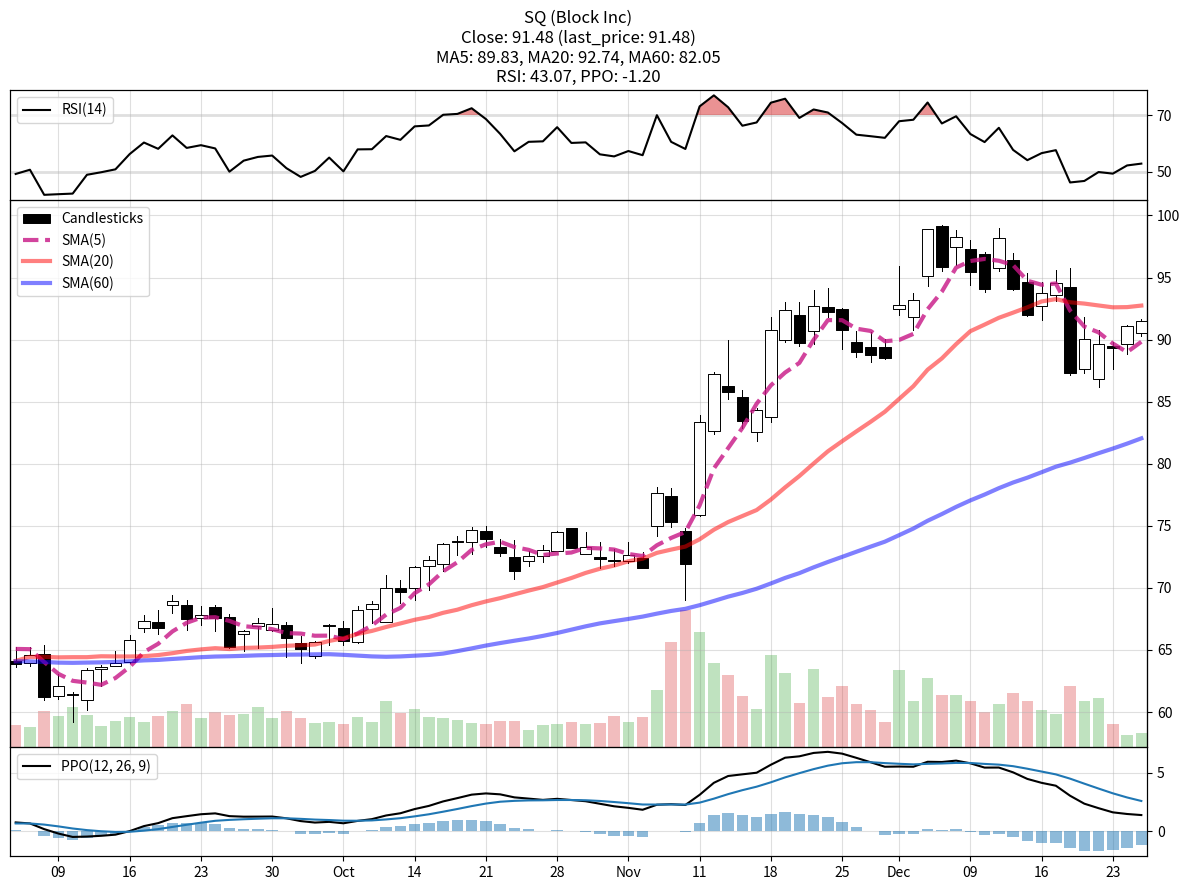 SQ (Block Inc)
Close: 91.48 (last_price: 91.48)
MA5: 89.83, MA20: 92.74, MA60: 82.05
RSI: 43.07, PPO: -1.20
RSI(14)
70
50
Candlesticks
SMA(5)
SMA(20)
SMA(60)
100
95
90
85
80
75
70
65
60
PPO(12, 26, 9)
5
0
09 16 23 30 Oct 14 21 28 Nov 11 18 25 Dec 09 16 23